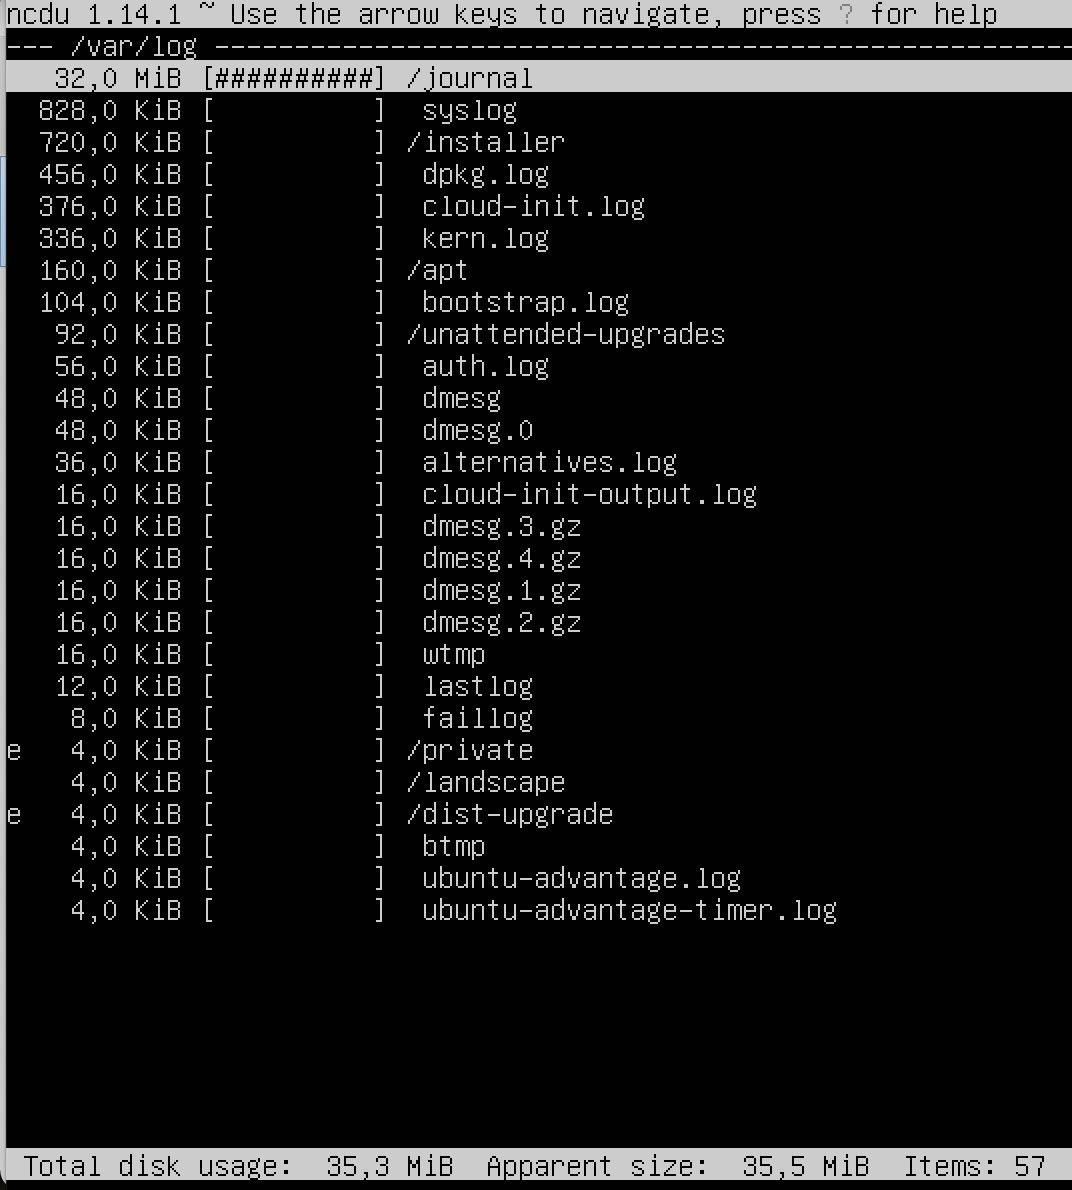 ncdu 1.14.1 ~ Use the arrow keys to navigate, press ? for help
--- /var/log ------------------------------------------------------
32,0 MiB [##########] /journal
828,0 KiB [          ]  syslog
720,0 KiB [          ] /installer
456,0 KiB [          ]  dpkg.log
376,0 KiB [          ]  cloud-init.log
336,0 KiB [          ]  kern.log
160,0 KiB [          ] /apt
104,0 KiB [          ]  bootstrap.log
92,0 KiB [          ] /unattended-upgrades
56,0 KiB [          ]  auth.log
48,0 KiB [          ]  dmesg
48,0 KiB [          ]  dmesg.0
36,0 KiB [          ]  alternatives.log
16,0 KiB [          ]  cloud-init-output.log
16,0 KiB [          ]  dmesg.3.gz
16,0 KiB [          ]  dmesg.4.gz
16,0 KiB [          ]  dmesg.1.gz
16,0 KiB [          ]  dmesg.2.gz
16,0 KiB [          ]  wtmp
12,0 KiB [          ]  lastlog
8,0 KiB [          ]  faillog
e   4,0 KiB [          ] /private
4,0 KiB [          ] /landscape
e   4,0 KiB [          ] /dist-upgrade
4,0 KiB [          ]  btmp
4,0 KiB [          ]  ubuntu-advantage.log
4,0 KiB [          ]  ubuntu-advantage-timer.log
Total disk usage:  35,3 MiB  Apparent size:  35,5 MiB  Items: 57